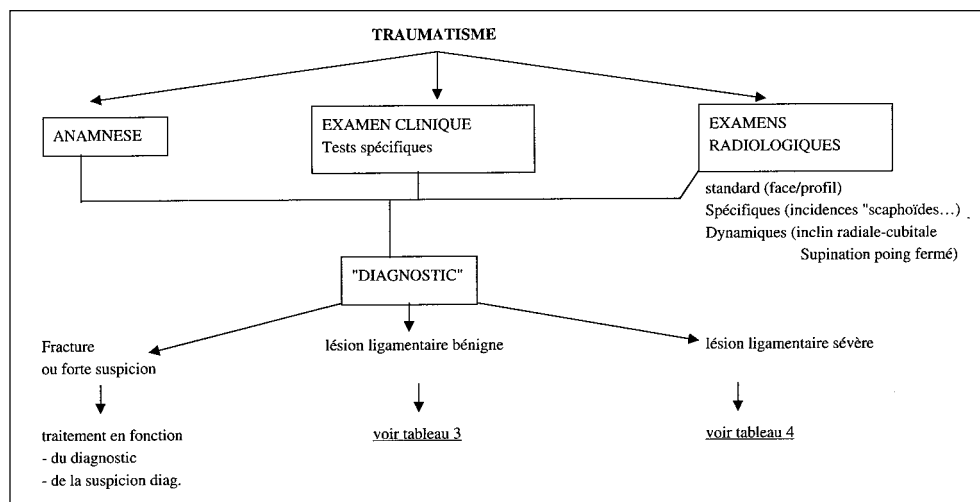 TRAUMATISME
ANAMNESE
EXAMEN CLINIQUE
Tests spécifiques
EXAMENS
RADIOLOGIQUES
standard (face/profil)
Spécifiques (incidences "scaphoïdes…)
Dynamiques (inclin radiale-cubitale
Supination poing fermé)
"DIAGNOSTIC"
Fracture
ou forte suspicion
lésion ligamentaire bénigne
lésion ligamentaire sévère
traitement en fonction
- du diagnostic
- de la suspicion diag.
voir tableau 3
voir tableau 4